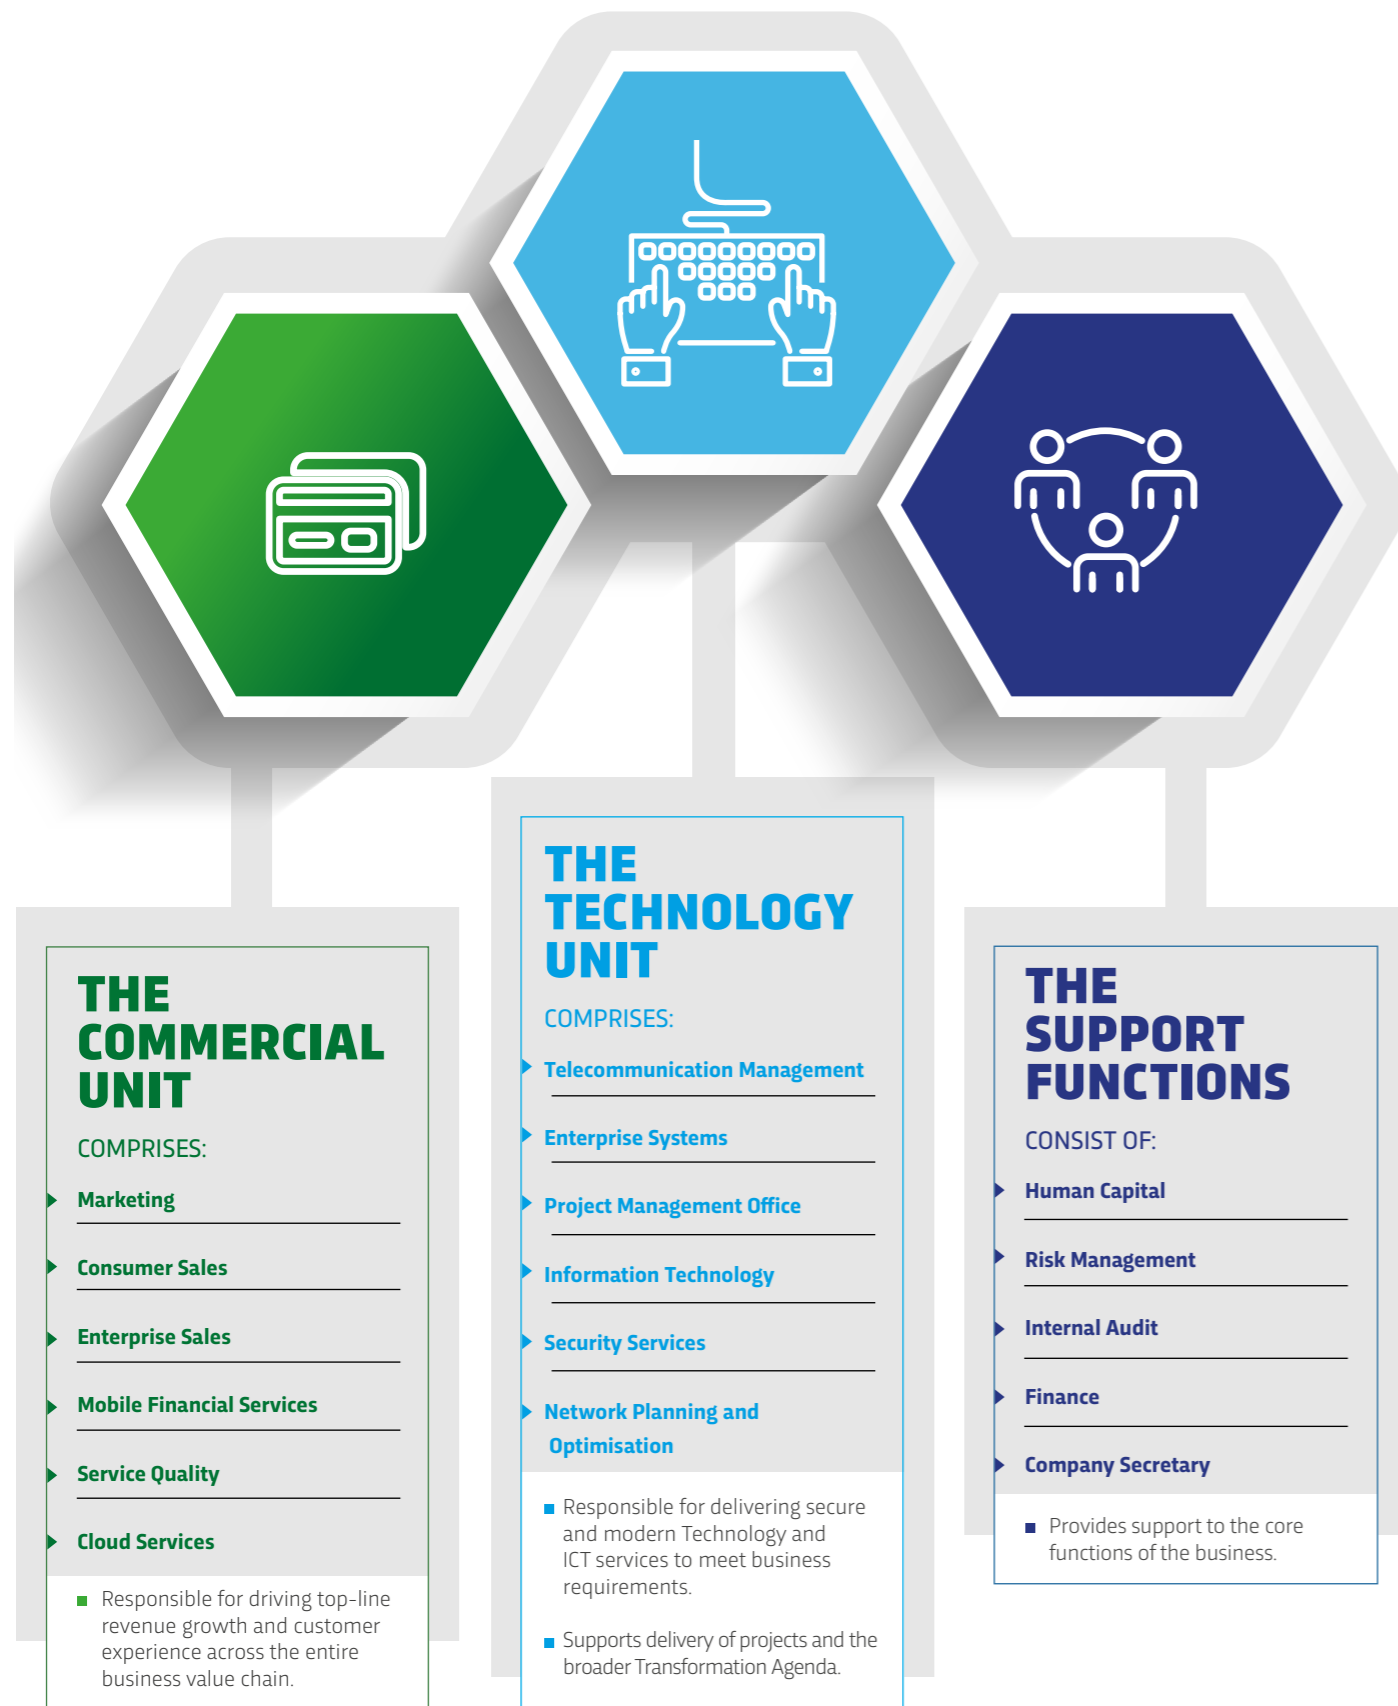 THE
COMMERCIAL
UNIT
COMPRISES:
Marketing
Consumer Sales
Enterprise Sales
Mobile Financial Services
Service Quality
Cloud Services
Responsible for driving top-line
revenue growth and customer
experience across the entire
business value chain.
THE
TECHNOLOGY
UNIT
COMPRISES:
Telecommunication Management
Enterprise Systems
Project Management Office
Information Technology
Security Services
Network Planning and
Optimisation
Responsible for delivering secure
and modern Technology and
ICT services to meet business
requirements.
Supports delivery of projects and the
broader Transformation Agenda.
THE
SUPPORT
FUNCTIONS
CONSIST OF:
Human Capital
Risk Management
Internal Audit
Finance
Company Secretary
Provides support to the core
functions of the business.